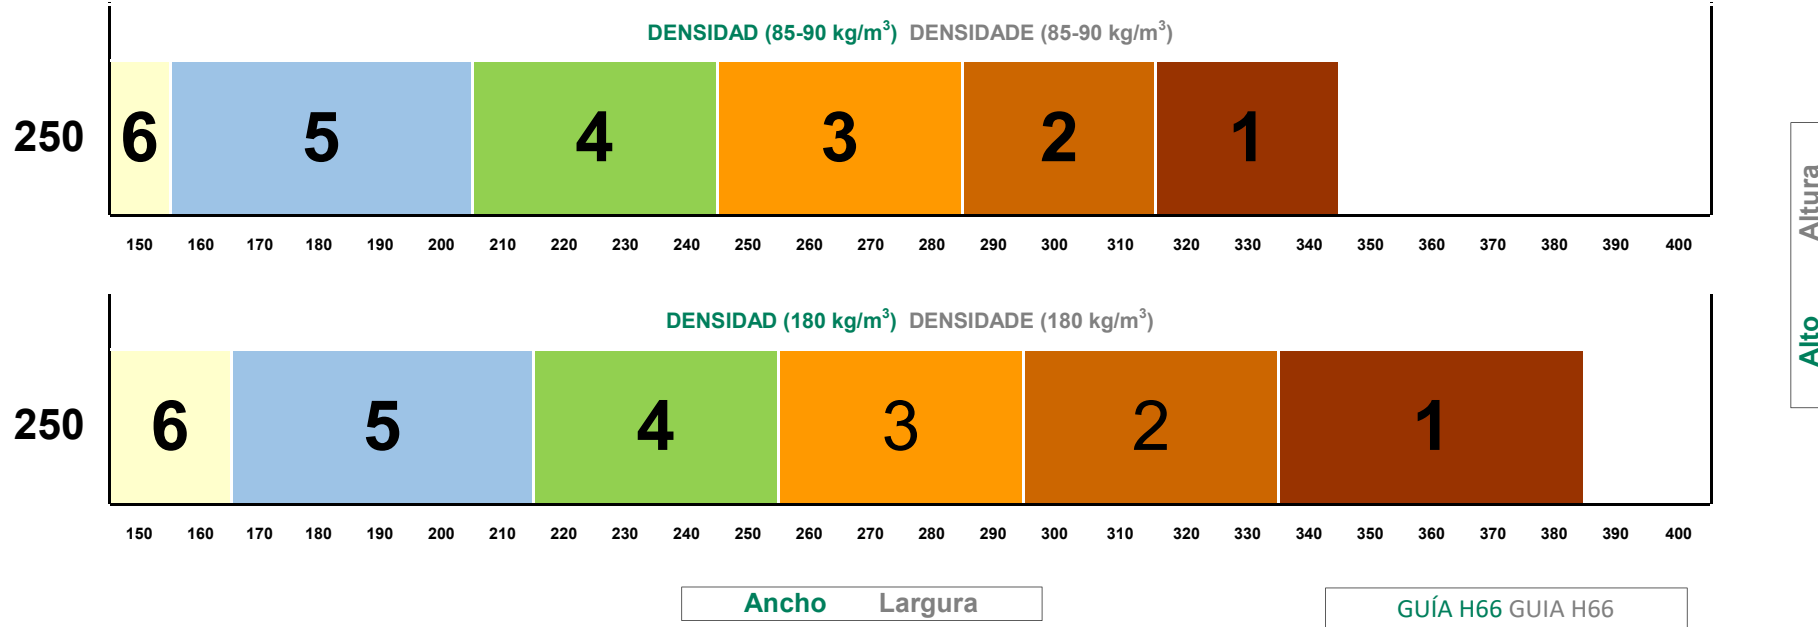 DENSIDAD (85-90 kg/m³) DENSIDADE (85-90 kg/m³)
250 6 5 4 3 2 1
150 160 170 180 190 200 210 220 230 240 250 260 270 280 290 300 310 320 330 340 350 360 370 380 390 400
DENSIDAD (180 kg/m³) DENSIDADE (180 kg/m³)
250 6 5 4 3 2 1
150 160 170 180 190 200 210 220 230 240 250 260 270 280 290 300 310 320 330 340 350 360 370 380 390 400
Alto Altura
Ancho Largura
GUÍA H66 GUIA H66